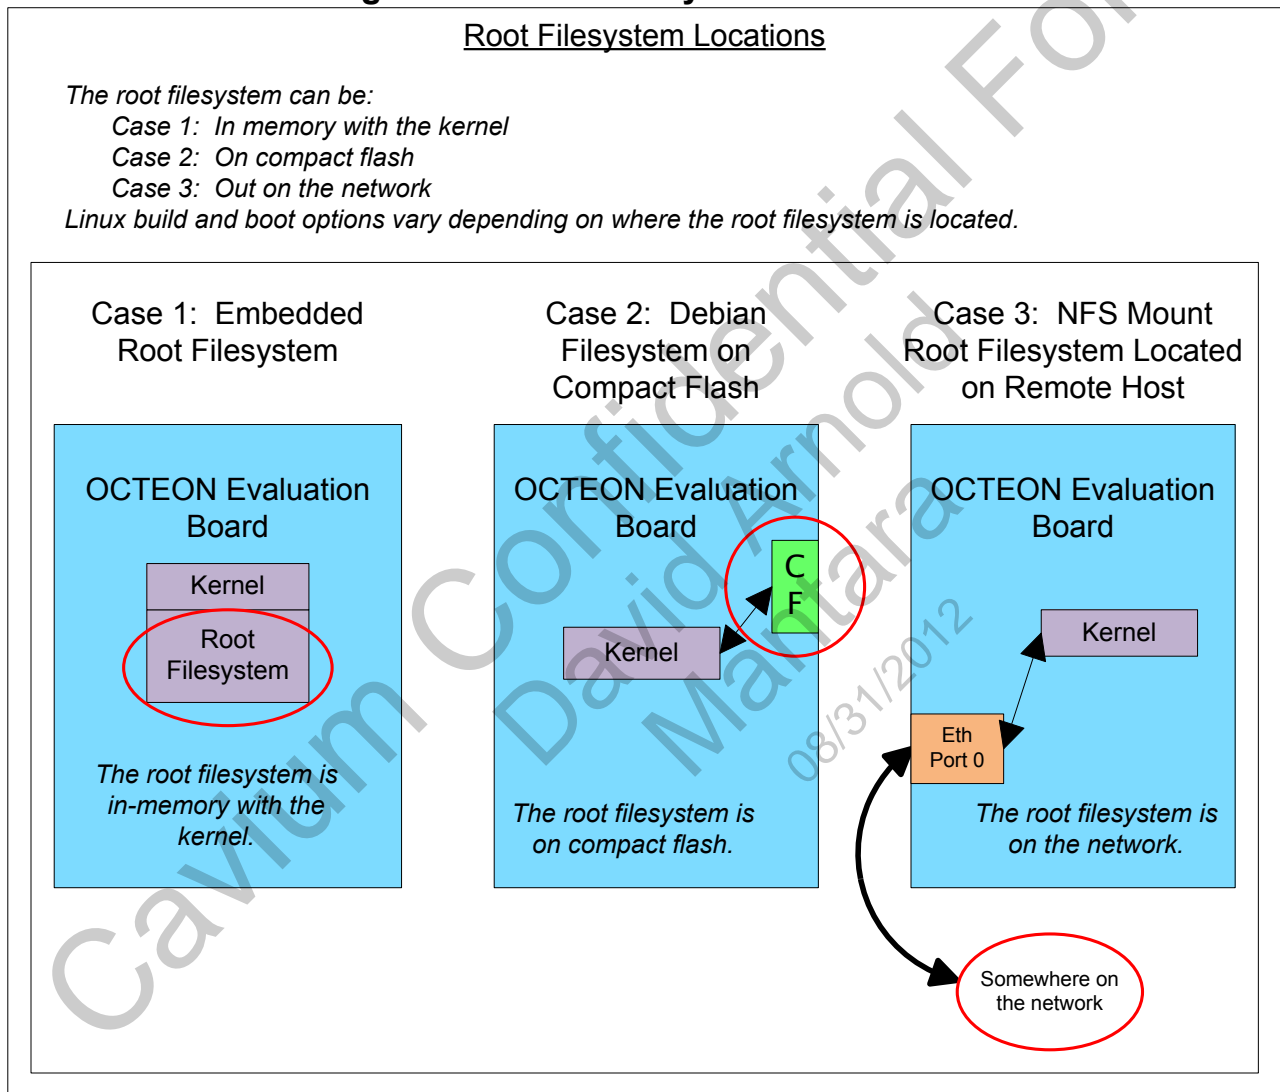 Root Filesystem Locations
The root filesystem can be:
Case 1: In memory with the kernel
Case 2: On compact flash
Case 3: Out on the network
Linux build and boot options vary depending on where the root filesystem is located.
Case 1: Embedded
Root Filesystem
Case 2: Debian
Filesystem on
Compact Flash
Case 3: NFS Mount
Root Filesystem Located
on Remote Host
OCTEON Evaluation
Board
Kernel
Root
Filesystem
The root filesystem is
in-memory with the
kernel.
OCTEON Evaluation
Board
C
F
Kernel
The root filesystem is
on compact flash.
OCTEON Evaluation
Board
Kernel
Eth
Port 0
The root filesystem is
on the network.
Somewhere on
the network
Cavium Confidential For
David Arnold
Mantara
08/31/2012